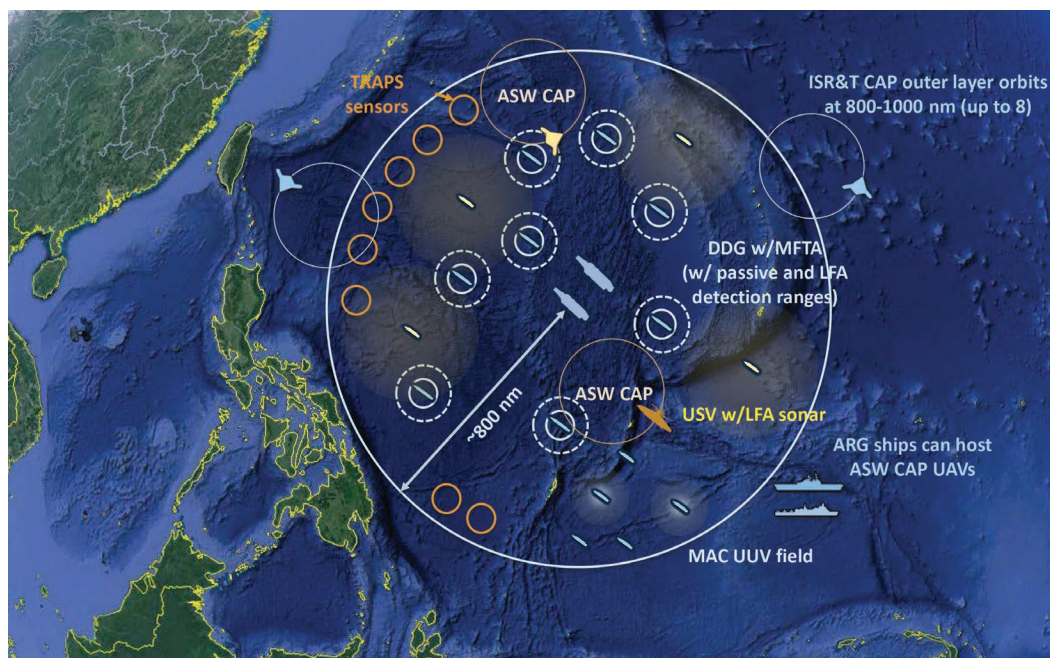 TRAPS
sensors
ASW CAP
ISR&T CAP outer layer orbits
at 800-1000 nm (up to 8)
DDG w/MFTA
(w/ passive and LFA
detection ranges)
~800 nm
ASW CAP
USV w/LFA sonar
ARG ships can host
ASW CAP UAVs
MAC UUV field